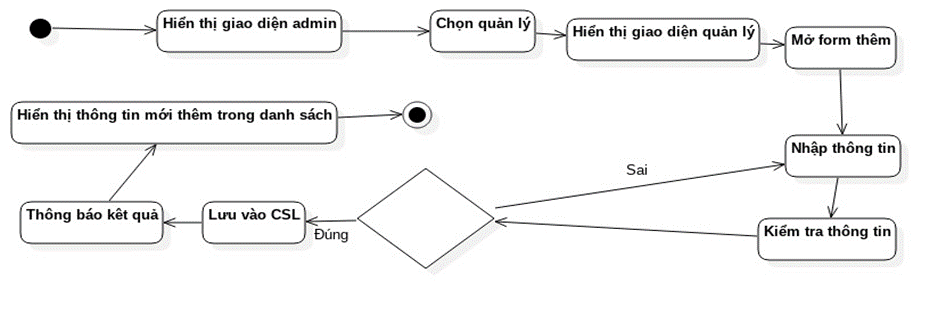 Hiển thị giao diện admin
Chọn quản lý
Hiển thị giao diện quản lý
Mở form thêm
Nhập thông tin
Kiểm tra thông tin
Sai
Đúng
Lưu vào CSL
Thông báo kêt quả
Hiển thị thông tin mới thêm trong danh sách